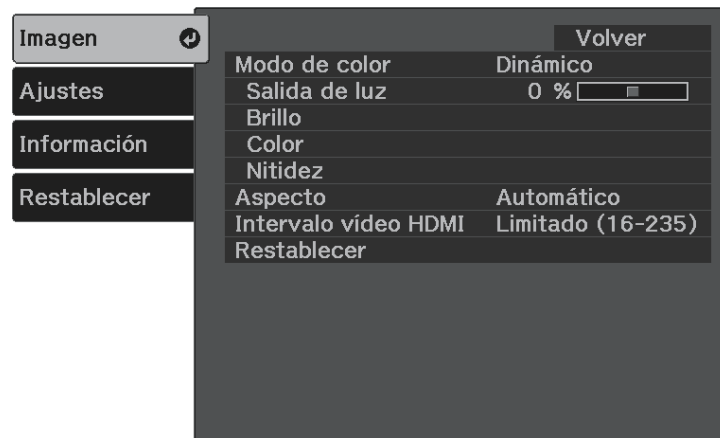 Imagen
Ajustes
Información
Restablecer
Volver
Modo de color Dinámico
Salida de luz 0 %
Brillo
Color
Nitidez
Aspecto Automático
Intervalo vídeo HDMI Limitado (16-235)
Restablecer